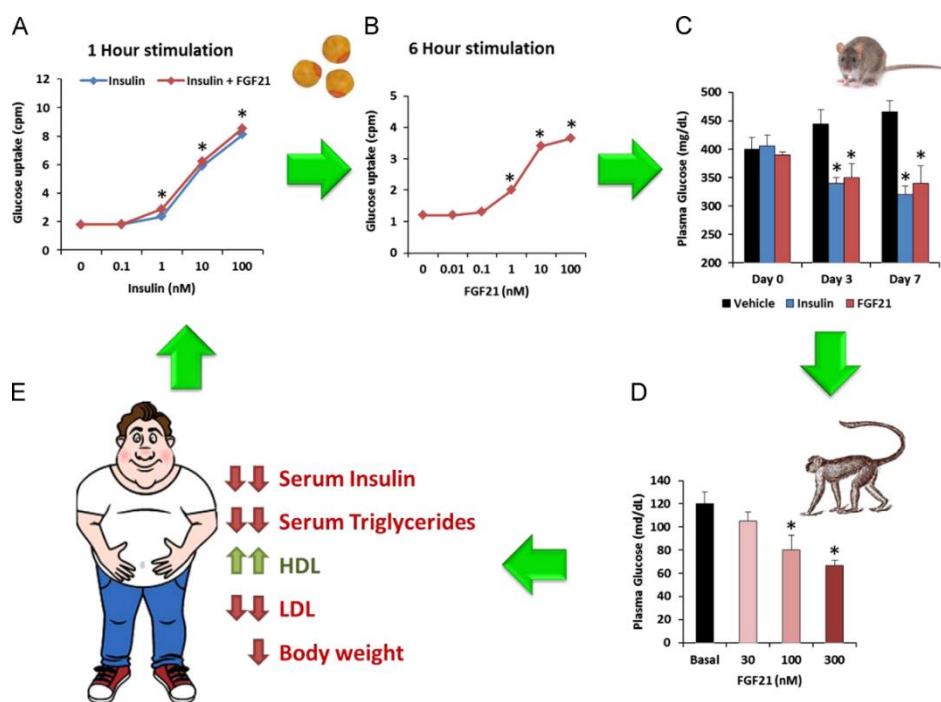 A
1 Hour stimulation
Insulin
Insulin + FGF21
Glucose uptake (cpm)
12
10
8
6
4
2
0
*
*
*
0 0.1 1 10 100
Insulin (nM)
B
6 Hour stimulation
Glucose uptake (cpm)
5
4
3
2
1
0
*
*
*
0 0.01 0.1 1 10 100
FGF21 (nM)
C
Plasma Glucose (mg/dL)
500
450
400
350
300
250
200
* *
* *
Day 0 Day 3 Day 7
Vehicle Insulin FGF21
E
Serum Insulin
Serum Triglycerides
HDL
LDL
Body weight
D
Plasma Glucose (md/dL)
140
120
100
80
60
40
20
0
*
*
Basal 30 100 300
FGF21 (nM)